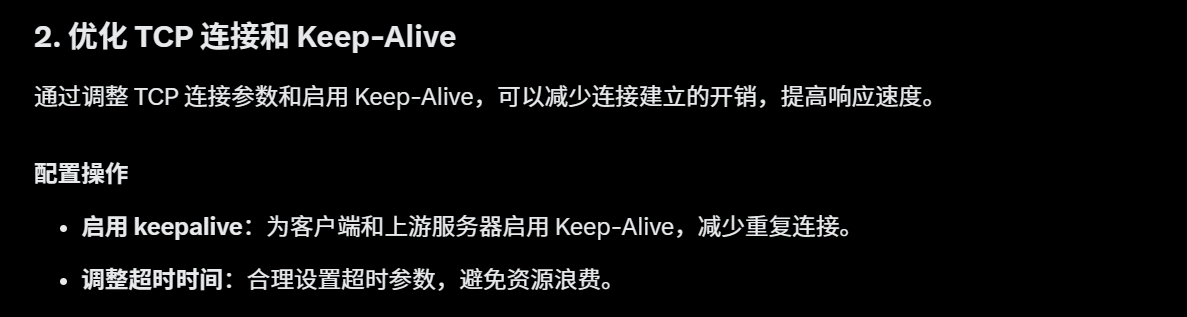 2. 优化 TCP 连接和 Keep-Alive
通过调整 TCP 连接参数和启用 Keep-Alive，可以减少连接建立的开销，提高响应速度。
配置操作
• 启用 keepalive：为客户端和上游服务器启用 Keep-Alive，减少重复连接。
• 调整超时时间：合理设置超时参数，避免资源浪费。